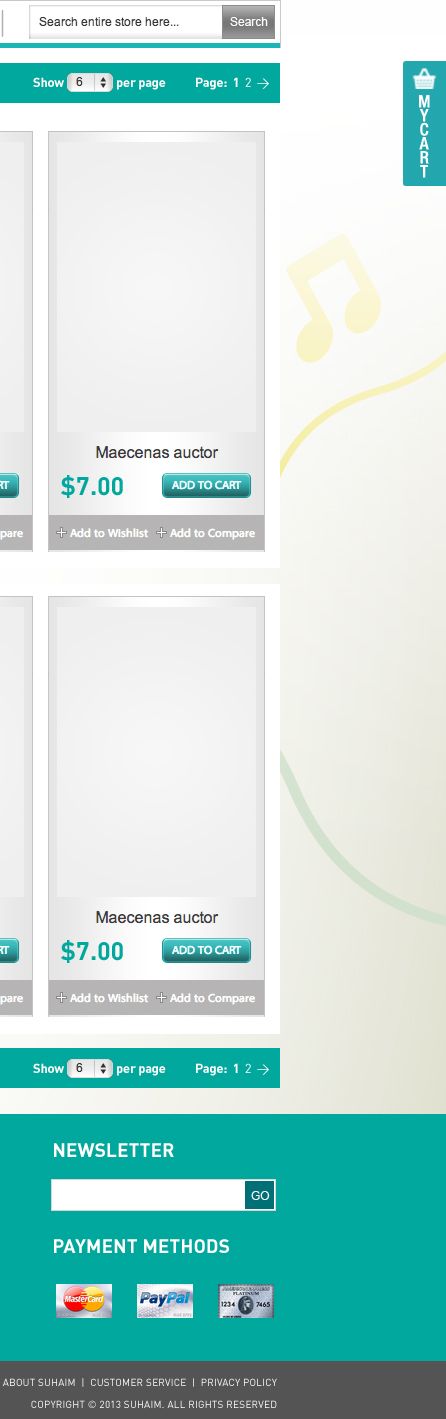 Search entire store here... Search
MY CART
Show 6 per page Page: 1 2
Maecenas auctor
RT $7.00 ADD TO CART
pare Add to Wishlist Add to Compare
Maecenas auctor
RT $7.00 ADD TO CART
pare Add to Wishlist Add to Compare
Show 6 per page Page: 1 2
NEWSLETTER
GO
PAYMENT METHODS
MasterCard PayPal PLATINUM
1234 7465
ABOUT SUHAIM | CUSTOMER SERVICE | PRIVACY POLICY
COPYRIGHT © 2013 SUHAIM. ALL RIGHTS RESERVED